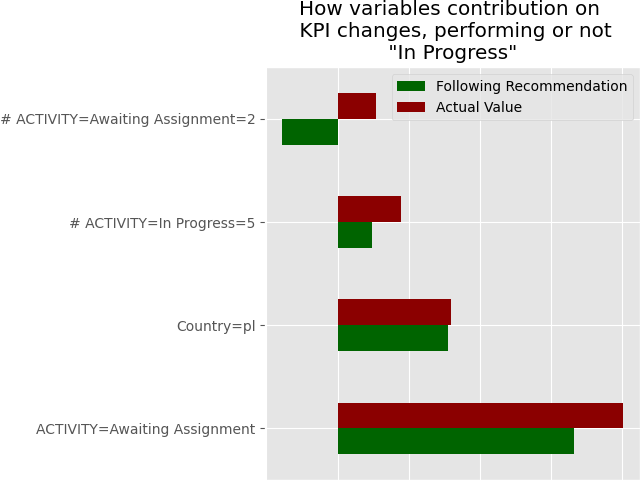 How variables contribution on
KPI changes, performing or not
"In Progress"
Following Recommendation
Actual Value
# ACTIVITY=Awaiting Assignment=2
# ACTIVITY=In Progress=5
Country=pl
ACTIVITY=Awaiting Assignment